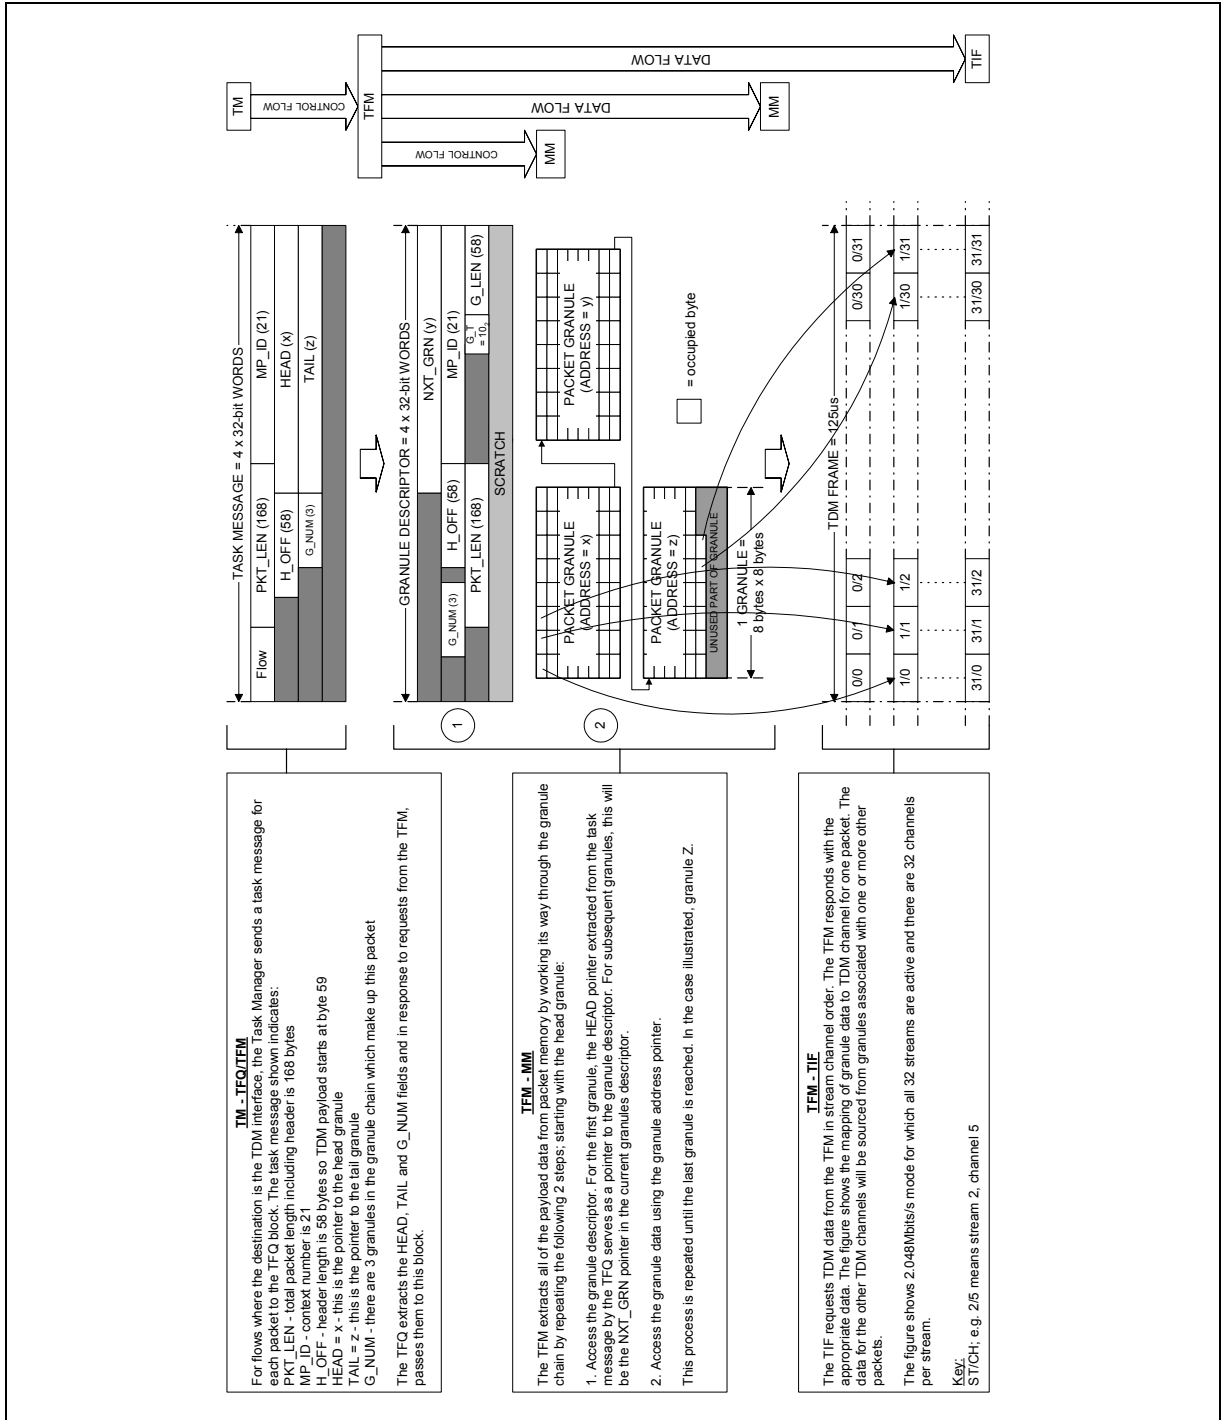 TM - TFQ/TFM
For flows where the destination is the TDM interface, the Task Manager sends a task message for
each packet to the TFQ block. The task message shown indicates:
PKT_LEN - total packet length including header is 168 bytes
MP_ID - context number is 21
H_OFF - header length is 58 bytes so TDM payload starts at byte 59
HEAD = x - this is the pointer to the head granule
TAIL = z - this is the pointer to the tail granule
G_NUM - there are 3 granules in the granule chain which make up this packet
The TFQ extracts the HEAD, TAIL and G_NUM fields and in response to requests from the TFM,
passes them to this block.
TASK MESSAGE = 4 x 32-bit WORDS
Flow
PKT_LEN (168)
MP_ID (21)
H_OFF (58)
HEAD (x)
G_NUM (3)
TAIL (z)
TM
CONTROL FLOW
TFM
DATA FLOW
TIF
DATA FLOW
MM
CONTROL FLOW
MM
TFM - MM
The TFM extracts all of the payload data from packet memory by working its way through the granule
chain by repeating the following 2 steps; starting with the head granule:
1. Access the granule descriptor. For the first granule, the HEAD pointer extracted from the task
message by the TFQ serves as a pointer to the granule descriptor. For subsequent granules, this will
be the NXT_GRN pointer in the current granules descriptor.
2. Access the granule data using the granule address pointer.
This process is repeated until the last granule is reached. In the case illustrated, granule Z.
1
GRANULE DESCRIPTOR = 4 x 32-bit WORDS
NXT_GRN (y)
G_NUM (3)
H_OFF (58)
MP_ID (21)
PKT_LEN (168)
G_T
= 10₂
G_LEN (58)
SCRATCH
2
PACKET GRANULE
(ADDRESS = x)
PACKET GRANULE
(ADDRESS = y)
PACKET GRANULE
(ADDRESS = z)
UNUSED PART OF GRANULE
1 GRANULE =
8 bytes x 8 bytes
= occupied byte
TFM - TIF
The TIF requests TDM data from the TFM in stream channel order. The TFM responds with the
appropriate data. The figure shows the mapping of granule data to TDM channel for one packet. The
data for the other TDM channels will be sourced from granules associated with one or more other
packets.
The figure shows 2.048Mbits/s mode for which all 32 streams are active and there are 32 channels
per stream.
Key:
ST/CH; e.g. 2/5 means stream 2, channel 5
TDM FRAME = 125us
0/0 0/1 0/2 0/30 0/31
1/0 1/1 1/2 1/30 1/31
31/0 31/1 31/2 31/30 31/31